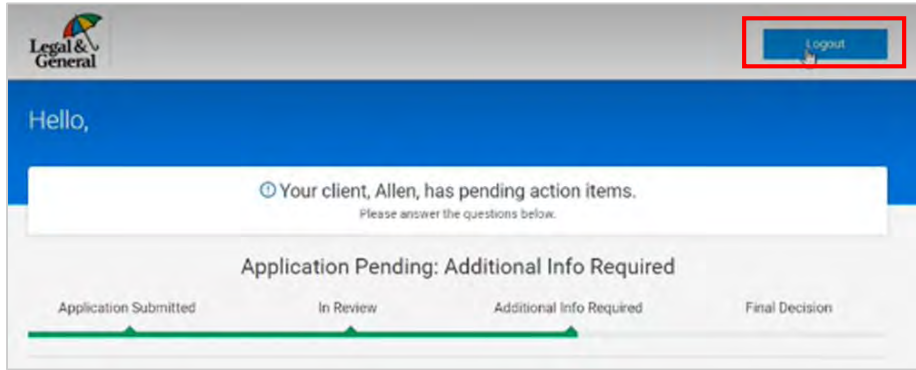 Legal &
General
Logout
Hello,
Your client, Allen, has pending action items.
Please answer the questions below.
Application Pending: Additional Info Required
Application Submitted In Review Additional Info Required Final Decision